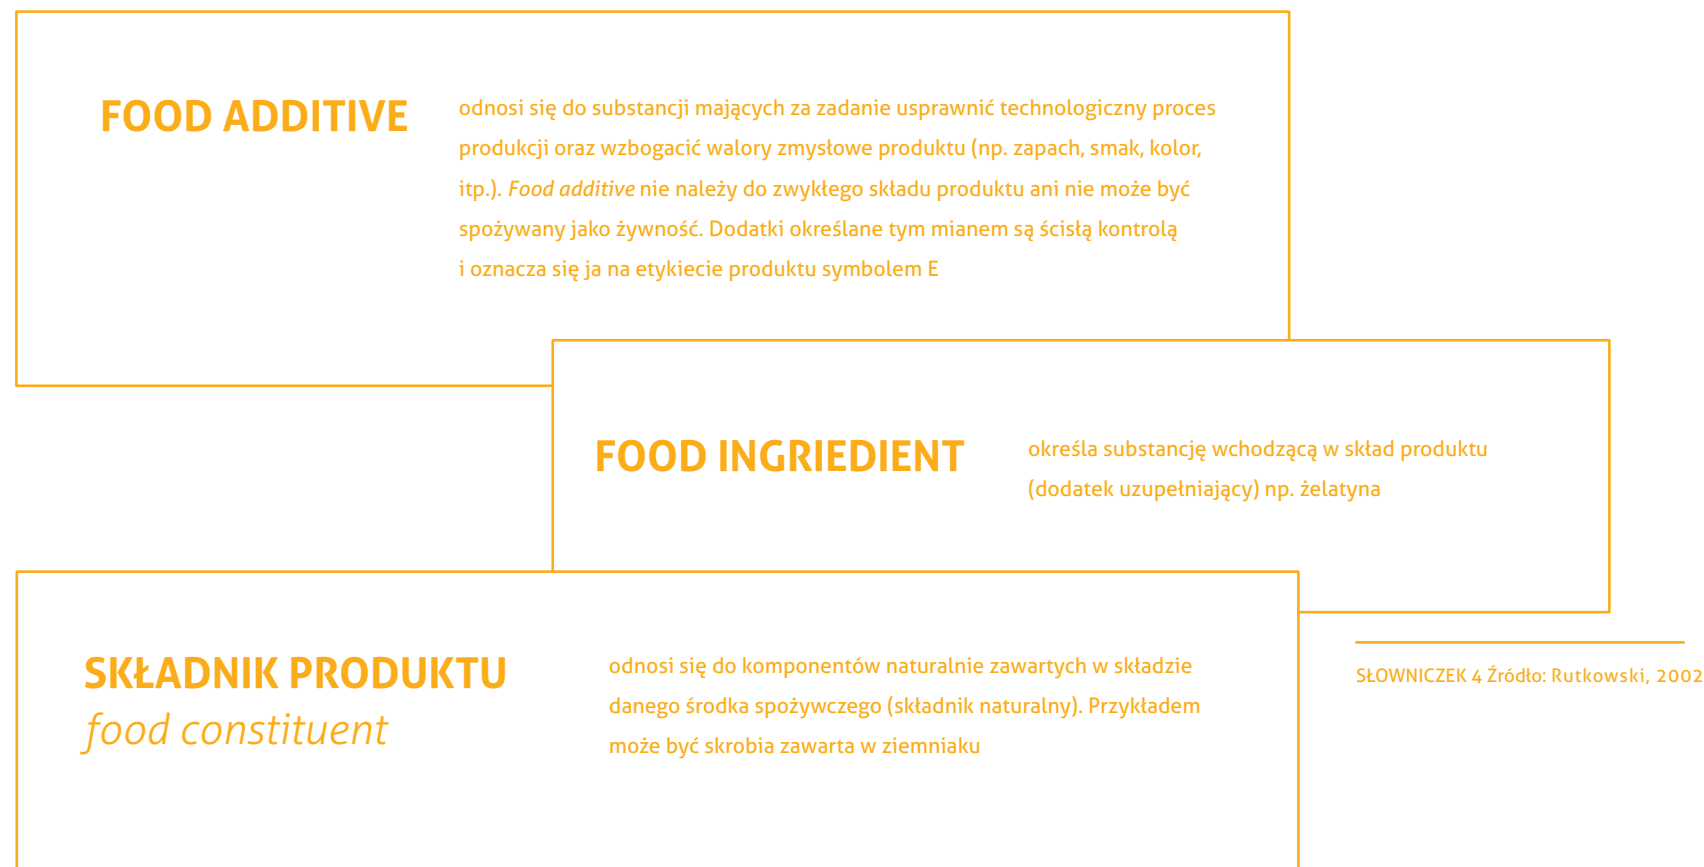 FOOD ADDITIVE
odnosi się do substancji mających za zadanie usprawnić technologiczny proces
produkcji oraz wzbogacić walory zmysłowe produktu (np. zapach, smak, kolor,
itp.). Food additive nie należy do zwykłego składu produktu ani nie może być
spożywany jako żywność. Dodatki określane tym mianem są ścisłą kontrolą
i oznacza się ja na etykiecie produktu symbolem E
FOOD INGRIEDIENT
określa substancję wchodzącą w skład produktu
(dodatek uzupełniający) np. żelatyna
SKŁADNIK PRODUKTU
food constituent
odnosi się do komponentów naturalnie zawartych w składzie
danego środka spożywczego (składnik naturalny). Przykładem
może być skrobia zawarta w ziemniaku
SŁOWNICZEK 4 Źródło: Rutkowski, 2002